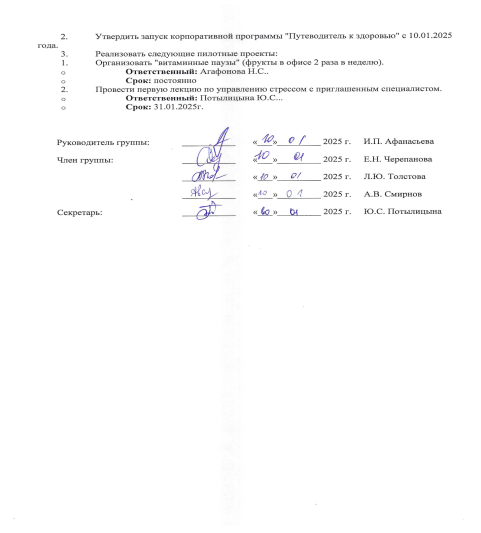 2. Утвердить запуск корпоративной программы "Путеводитель к здоровью" с 10.01.2025
года.
3. Реализовать следующие пилотные проекты:
1. Организовать "витаминные паузы" (фрукты в офисе 2 раза в неделю).
o Ответственный: Агафонова Н.С..
o Срок: постоянно
2. Провести первую лекцию по управлению стрессом с приглашенным специалистом.
o Ответственный: Потылицына Ю.С...
o Срок: 31.01.2025г.
Руководитель группы: «10» 01 2025 г. И.П. Афанасьева
Член группы: «10» 01 2025 г. Е.Н. Черепанова
«10» 01 2025 г. Л.Ю. Толстова
«10» 01 2025 г. А.В. Смирнов
Секретарь: «10» 01 2025 г. Ю.С. Потылицына